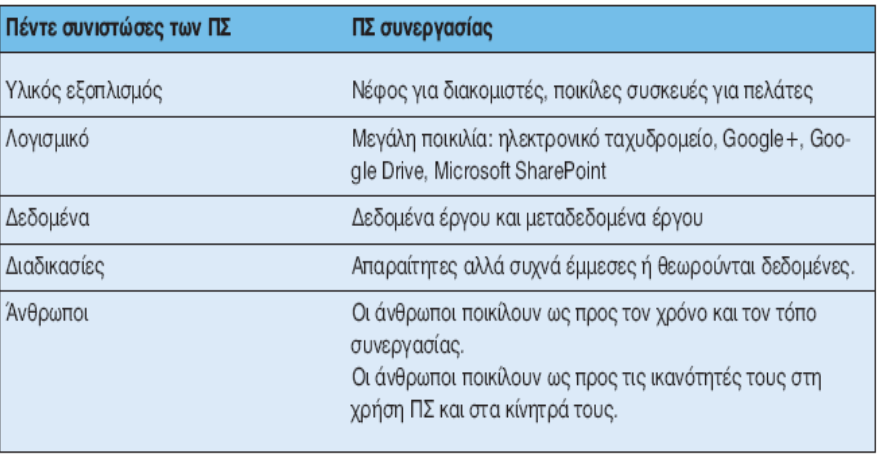 Πέντε συνιστώσες των ΠΣ ΠΣ συνεργασίας
Υλικός εξοπλισμός Νέφος για διακομιστές, ποικίλες συσκευές για πελάτες
Λογισμικό Μεγάλη ποικιλία: ηλεκτρονικό ταχυδρομείο, Google+, Goo-
gle Drive, Microsoft SharePoint
Δεδομένα Δεδομένα έργου και μεταδεδομένα έργου
Διαδικασίες Απαραίτητες αλλά συχνά έμμεσες ή θεωρούνται δεδομένες.
Άνθρωποι Οι άνθρωποι ποικίλουν ως προς τον χρόνο και τον τόπο
συνεργασίας.
Οι άνθρωποι ποικίλουν ως προς τις ικανότητές τους στη
χρήση ΠΣ και στα κίνητρά τους.